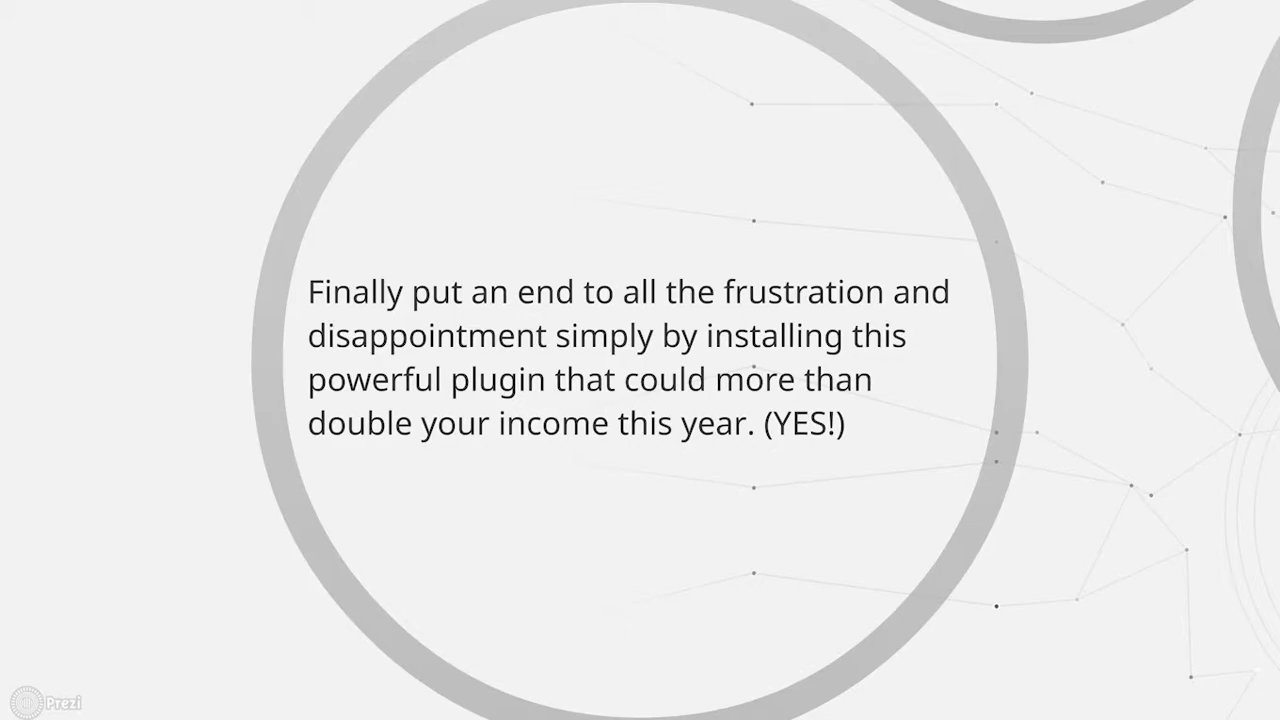 Finally put an end to all the frustration and
disappointment simply by installing this
powerful plugin that could more than
double your income this year. (YES!)
Prezi